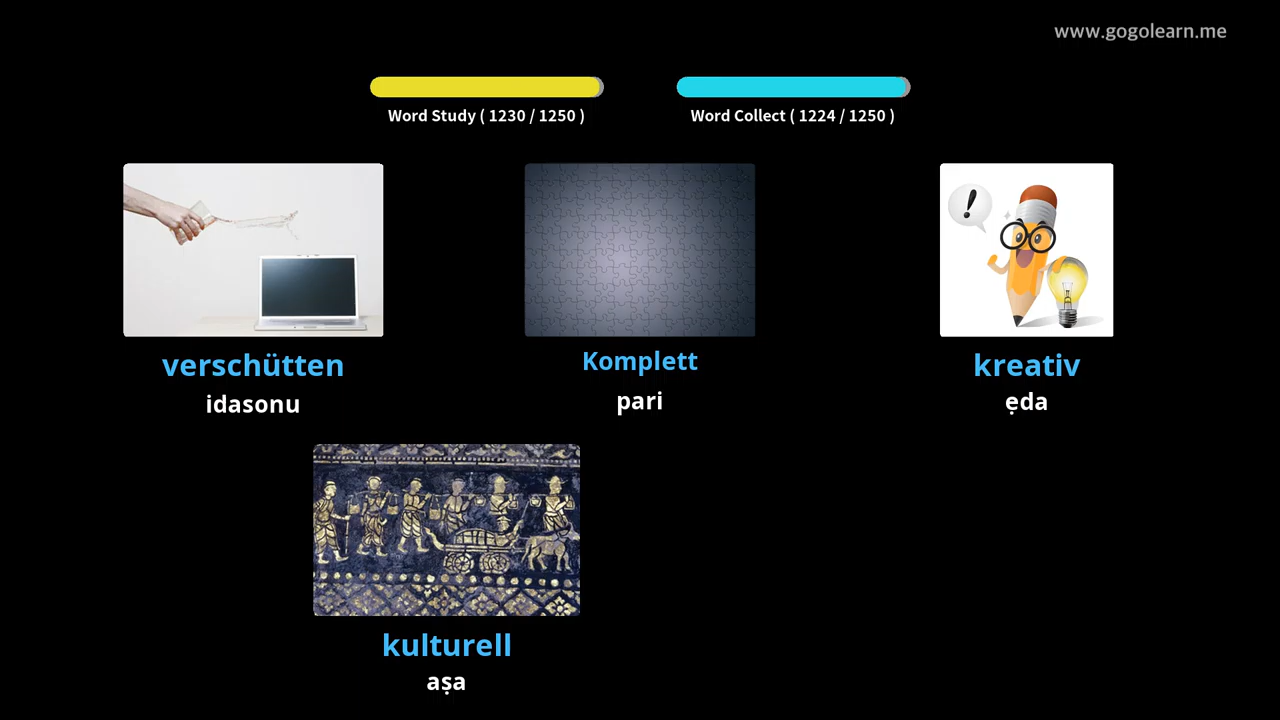 www.gogolearn.me
Word Study ( 1230 / 1250 )
Word Collect ( 1224 / 1250 )
verschütten
idasonu
Komplett
pari
kreativ
ẹda
kulturell
aṣa